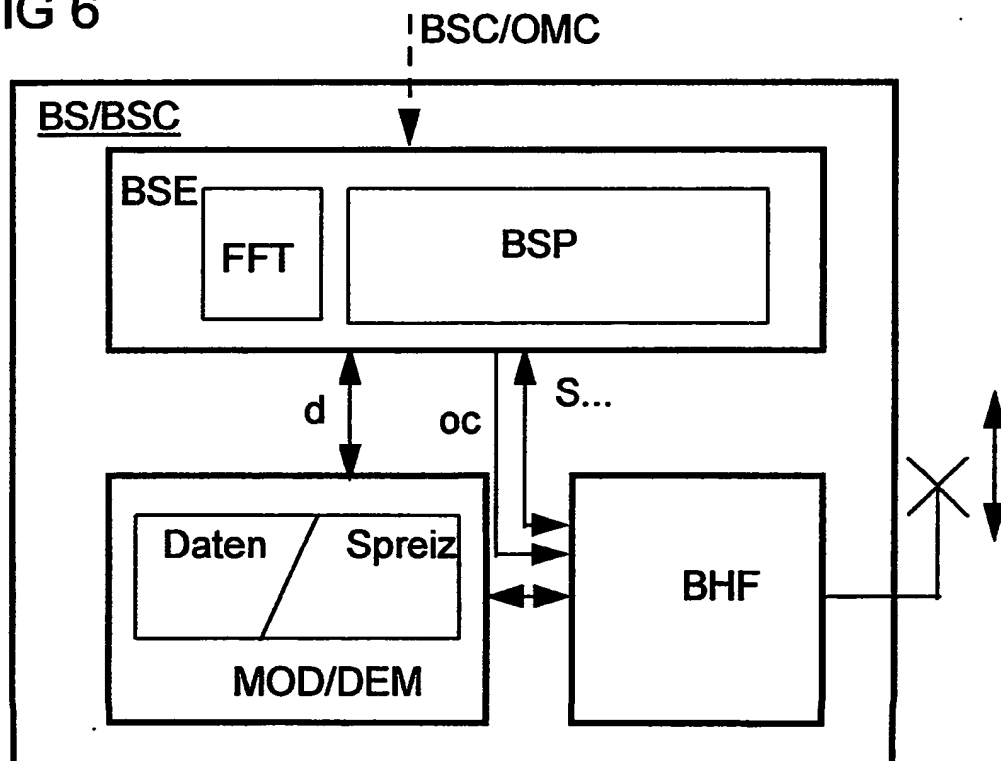 IG 6
BSC/OMC
BS/BSC
BSE
FFT
BSP
d
oc
S...
Daten
Spreiz
BHF
MOD/DEM